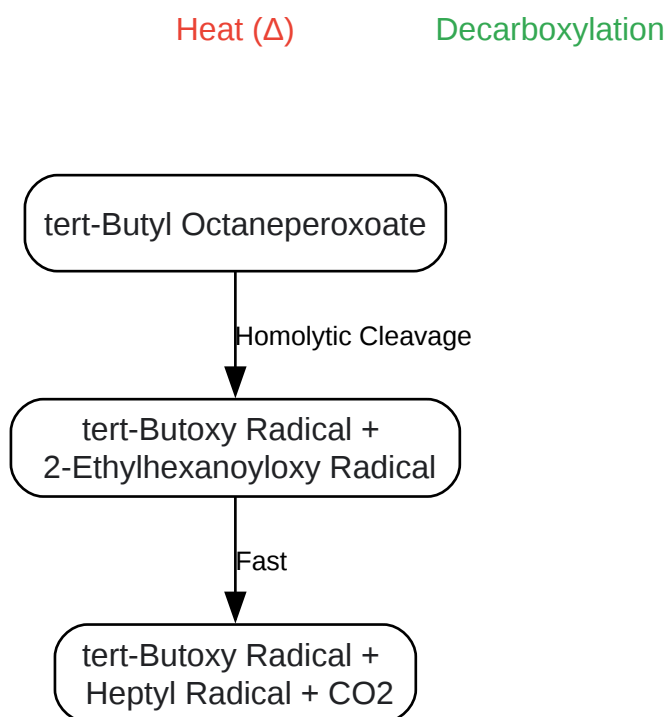 Heat (Δ)
Decarboxylation
tert-Butyl Octaneperoxoate
Homolytic Cleavage
tert-Butoxy Radical +
2-Ethylhexanoyloxy Radical
Fast
tert-Butoxy Radical +
Heptyl Radical + CO2